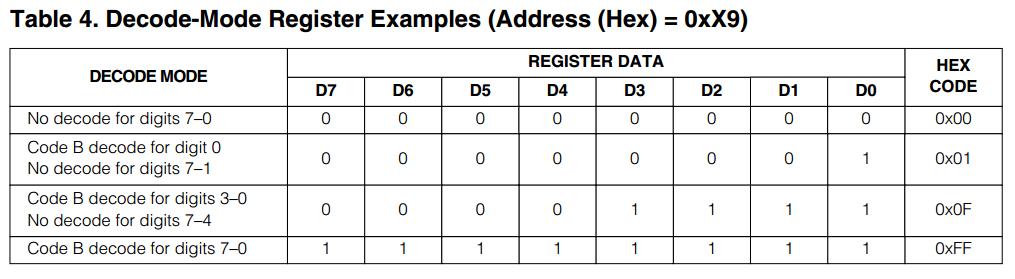 Table 4. Decode-Mode Register Examples (Address (Hex) = 0xX9)
DECODE MODE REGISTER DATA HEX CODE
D7 D6 D5 D4 D3 D2 D1 D0
No decode for digits 7–0 0 0 0 0 0 0 0 0 0x00
Code B decode for digit 0
No decode for digits 7–1 0 0 0 0 0 0 0 1 0x01
Code B decode for digits 3–0
No decode for digits 7–4 0 0 0 0 1 1 1 1 0x0F
Code B decode for digits 7–0 1 1 1 1 1 1 1 1 0xFF